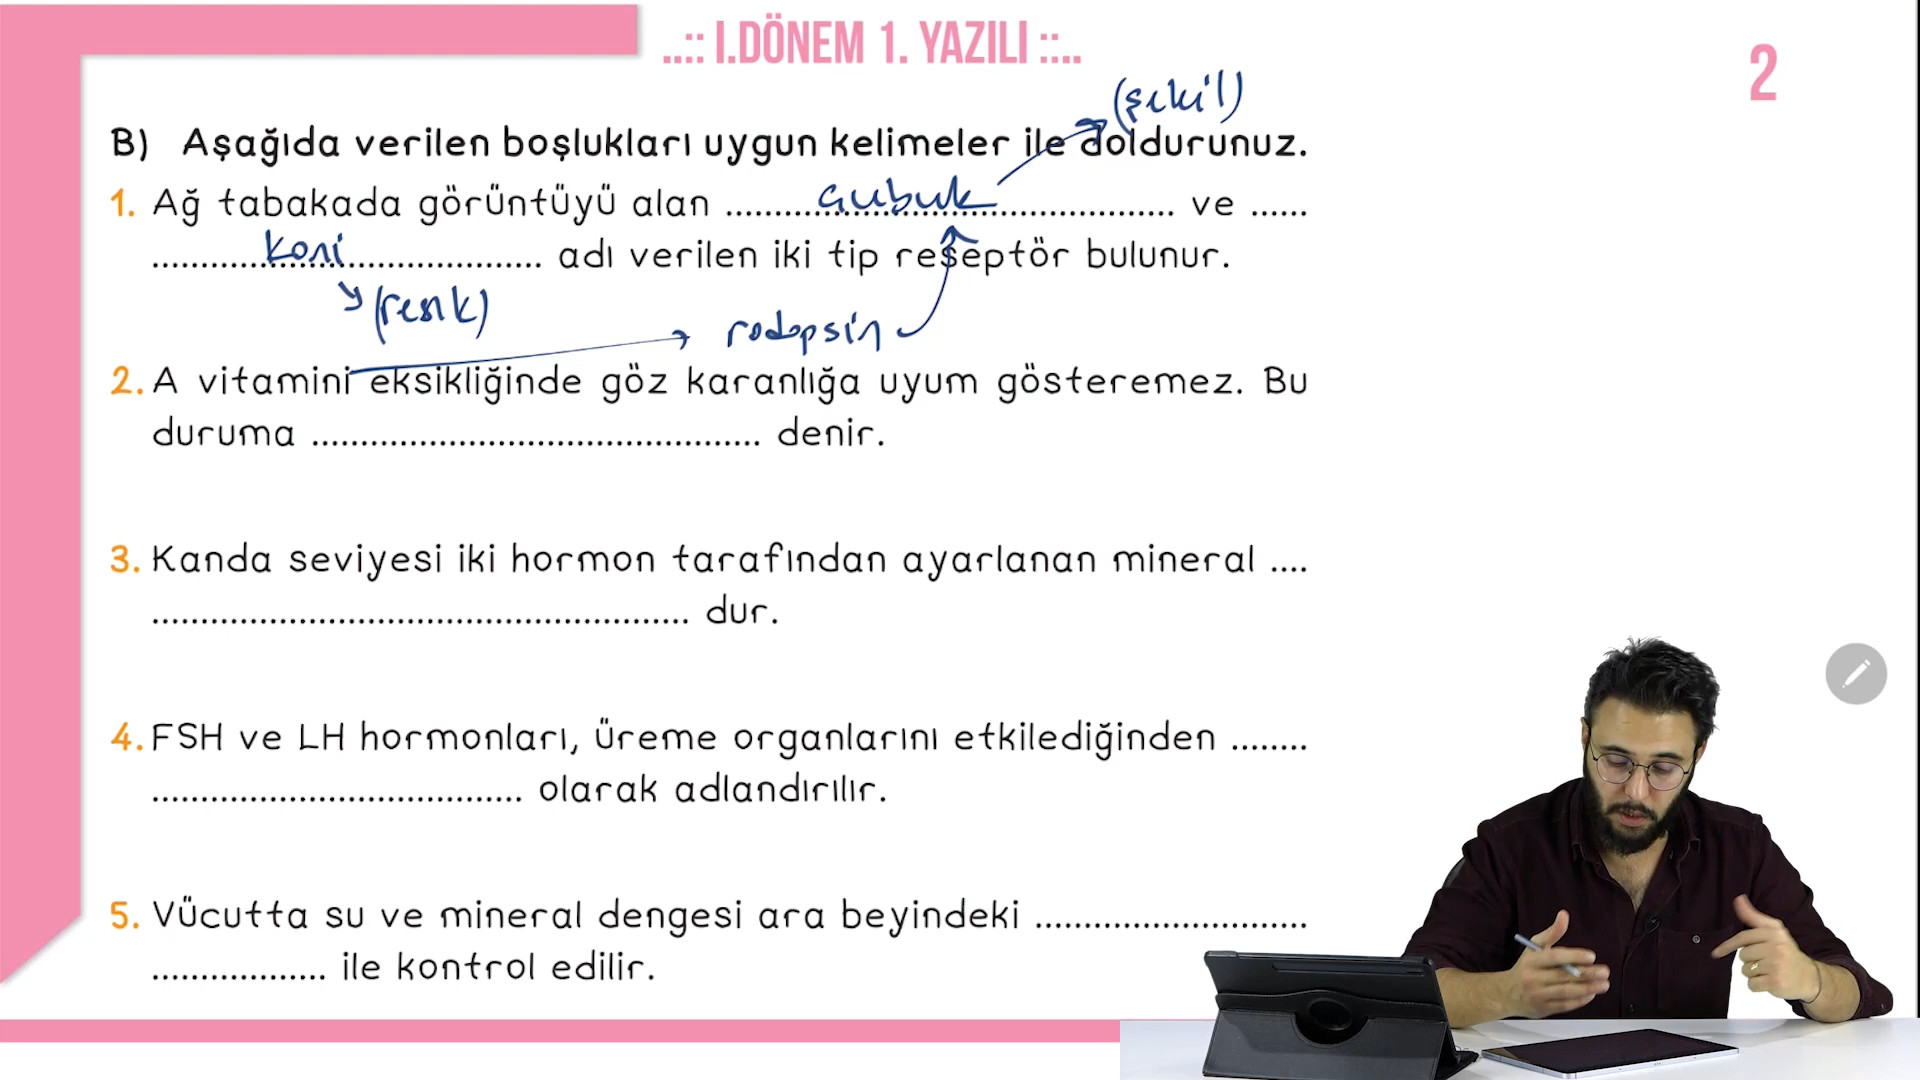 ..:: I.DÖNEM 1. YAZILI ::..
2
(şekil)
B) Aşağıda verilen boşlukları uygun kelimeler ile doldurunuz.
1. Ağ tabakada görüntüyü alan .......... çubuk .......... ve ......
.......... koni .......... adı verilen iki tip reseptör bulunur.
(renk)
rodopsin
2. A vitamini eksikliğinde göz karanlığa uyum gösteremez. Bu
duruma .............................................. denir.
3. Kanda seviyesi iki hormon tarafından ayarlanan mineral ....
....................................................... dur.
4. FSH ve LH hormonları, üreme organlarını etkilediğinden ........
...................................... olarak adlandırılır.
5. Vücutta su ve mineral dengesi ara beyindeki ............................
.................. ile kontrol edilir.